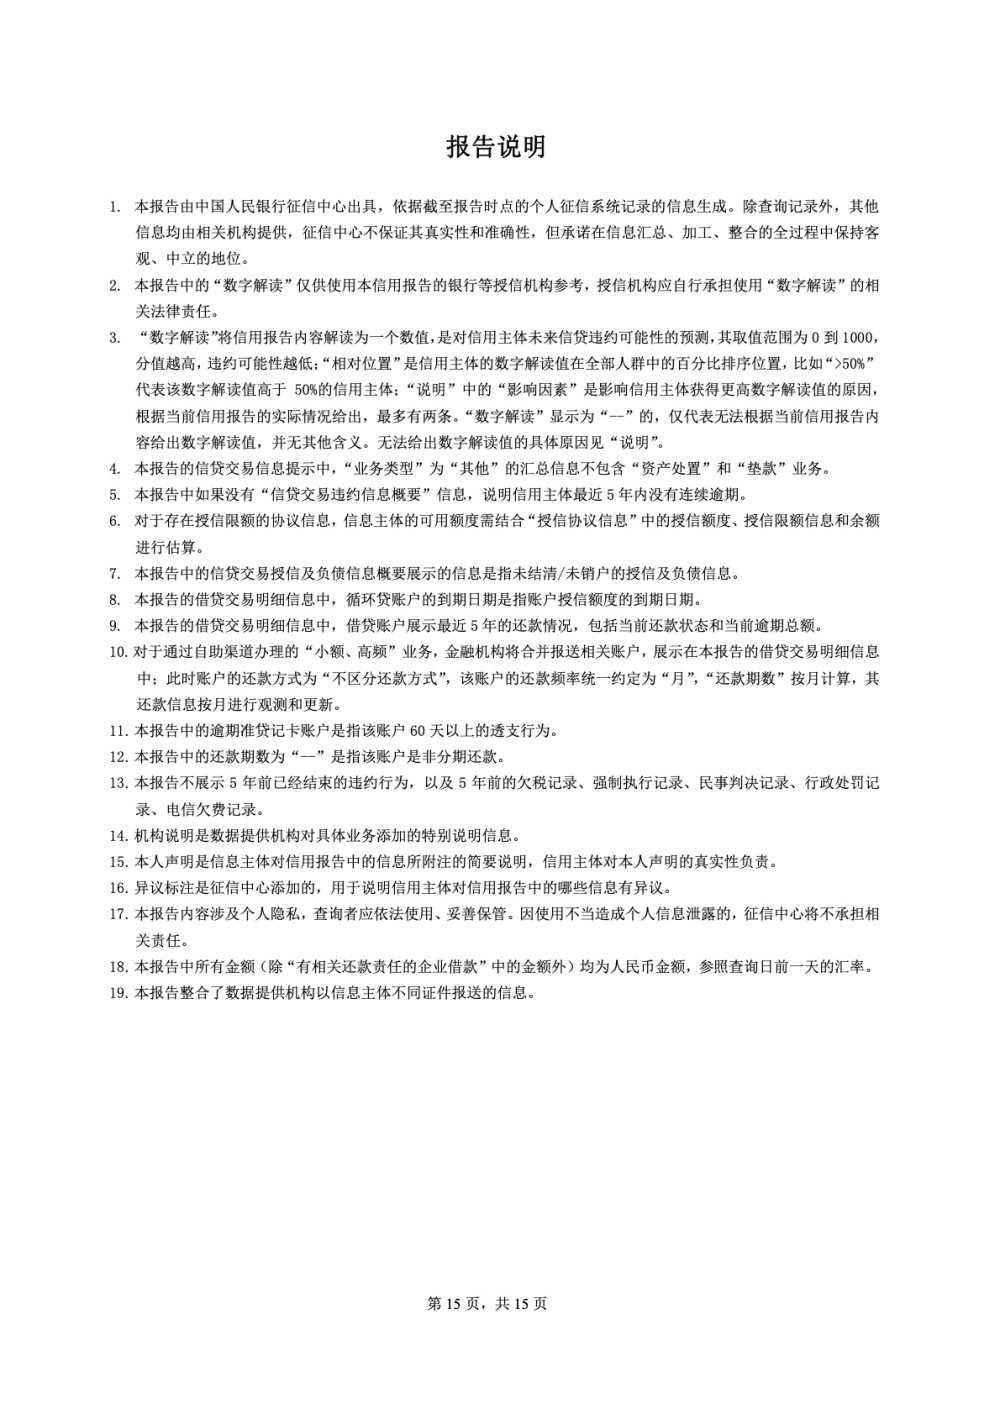 报告说明
1. 本报告由中国人民银行征信中心出具，依据截至报告时点的个人征信系统记录的信息生成。除查询记录外，其他
信息均由相关机构提供，征信中心不保证其真实性和准确性，但承诺在信息汇总、加工、整合的全过程中保持客
观、中立的地位。
2. 本报告中的“数字解读”仅供使用本信用报告的银行等授信机构参考，授信机构应自行承担使用“数字解读”的相
关法律责任。
3. “数字解读”将信用报告内容解读为一个数值，是对信用主体未来信贷违约可能性的预测，其取值范围为 0 到 1000，
分值越高，违约可能性越低；“相对位置”是信用主体的数字解读值在全部人群中的百分比排序位置，比如“>50%”
代表该数字解读值高于 50%的信用主体；“说明”中的“影响因素”是影响信用主体获得更高数字解读值的原因，
根据当前信用报告的实际情况给出，最多有两条。“数字解读”显示为“--”的，仅代表无法根据当前信用报告内
容给出数字解读值，并无其他含义。无法给出数字解读值的具体原因见“说明”。
4. 本报告的信贷交易信息提示中，“业务类型”为“其他”的汇总信息不包含“资产处置”和“垫款”业务。
5. 本报告中如果没有“信贷交易违约信息概要”信息，说明信用主体最近 5 年内没有连续逾期。
6. 对于存在授信限额的协议信息，信息主体的可用额度需结合“授信协议信息”中的授信额度、授信限额信息和余额
进行估算。
7. 本报告中的信贷交易授信及负债信息概要展示的信息是指未结清/未销户的授信及负债信息。
8. 本报告的借贷交易明细信息中，循环贷账户的到期日期是指账户授信额度的到期日期。
9. 本报告的借贷交易明细信息中，借贷账户展示最近 5 年的还款情况，包括当前还款状态和当前逾期总额。
10. 对于通过自助渠道办理的“小额、高频”业务，金融机构将合并报送相关账户，展示在本报告的借贷交易明细信息
中；此时账户的还款方式为“不区分还款方式”，该账户的还款频率统一约定为“月”，“还款期数”按月计算，其
还款信息按月进行观测和更新。
11. 本报告中的逾期准贷记卡账户是指该账户 60 天以上的透支行为。
12. 本报告中的还款期数为“--”是指该账户是非分期还款。
13. 本报告不展示 5 年前已经结束的违约行为，以及 5 年前的欠税记录、强制执行记录、民事判决记录、行政处罚记
录、电信欠费记录。
14. 机构说明是数据提供机构对具体业务添加的特别说明信息。
15. 本人声明是信息主体对信用报告中的信息所附注的简要说明，信用主体对本人声明的真实性负责。
16. 异议标注是征信中心添加的，用于说明信用主体对信用报告中的哪些信息有异议。
17. 本报告内容涉及个人隐私，查询者应依法使用、妥善保管。因使用不当造成个人信息泄露的，征信中心将不承担相
关责任。
18. 本报告中所有金额（除“有相关还款责任的企业借款”中的金额外）均为人民币金额，参照查询日前一天的汇率。
19. 本报告整合了数据提供机构以信息主体不同证件报送的信息。
第 15 页，共 15 页